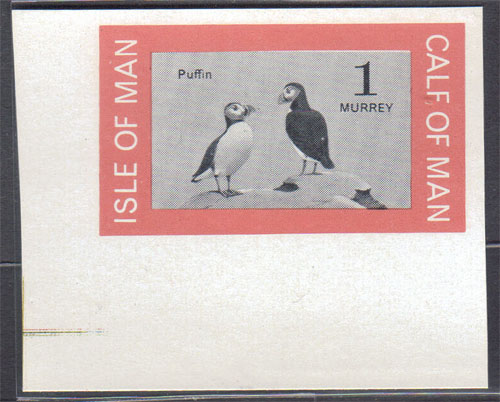 ISLE OF MAN
Puffin
1
MURREY
CALF OF MAN